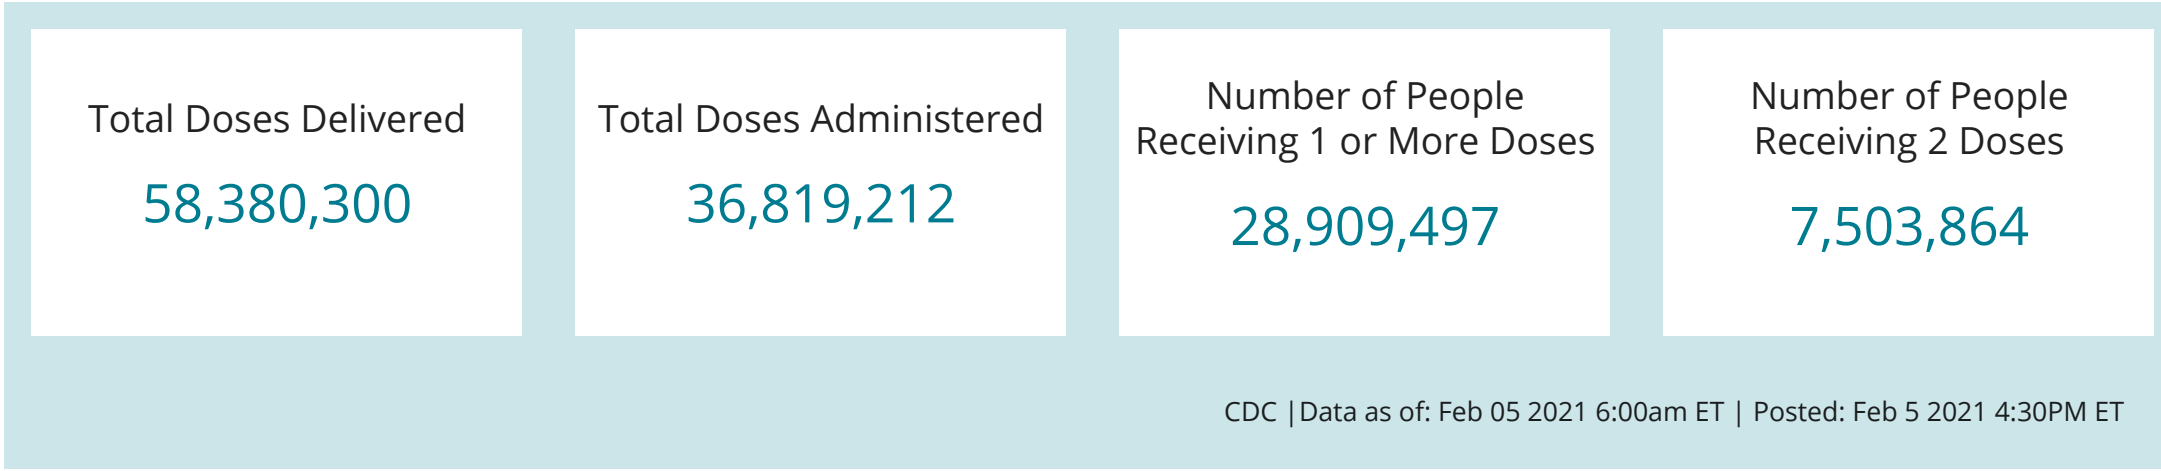 Total Doses Delivered
58,380,300
Total Doses Administered
36,819,212
Number of People
Receiving 1 or More Doses
28,909,497
Number of People
Receiving 2 Doses
7,503,864
CDC |Data as of: Feb 05 2021 6:00am ET | Posted: Feb 5 2021 4:30PM ET